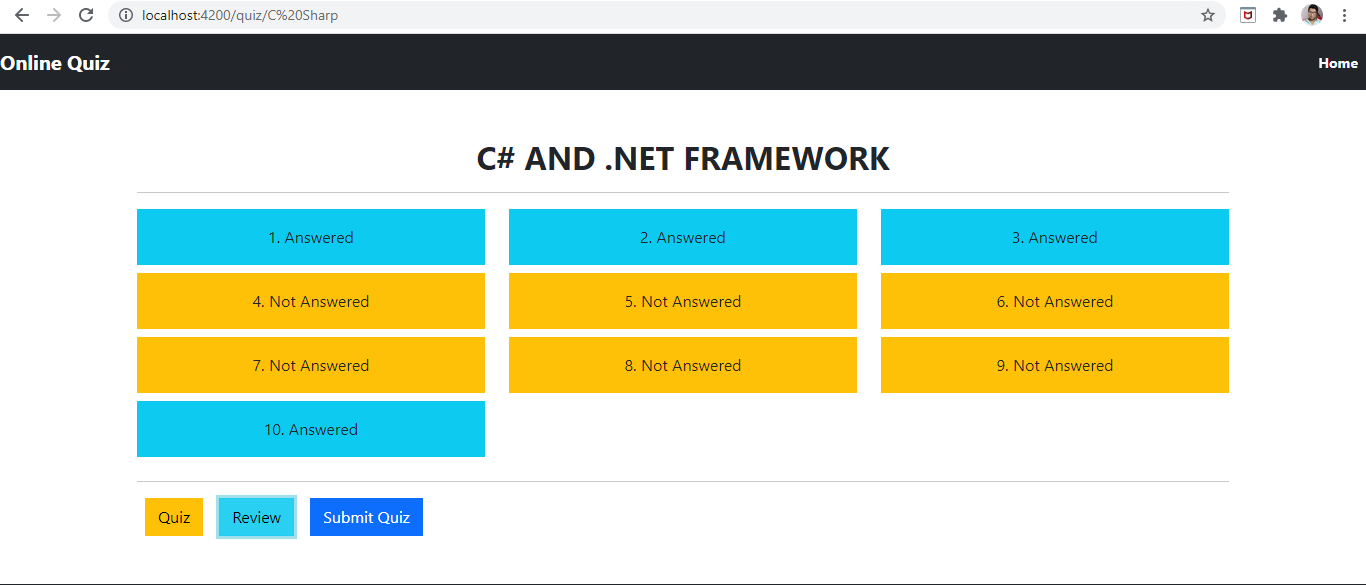 localhost:4200/quiz/C%20Sharp
Online Quiz
Home
C# AND .NET FRAMEWORK
1. Answered
2. Answered
3. Answered
4. Not Answered
5. Not Answered
6. Not Answered
7. Not Answered
8. Not Answered
9. Not Answered
10. Answered
Quiz
Review
Submit Quiz